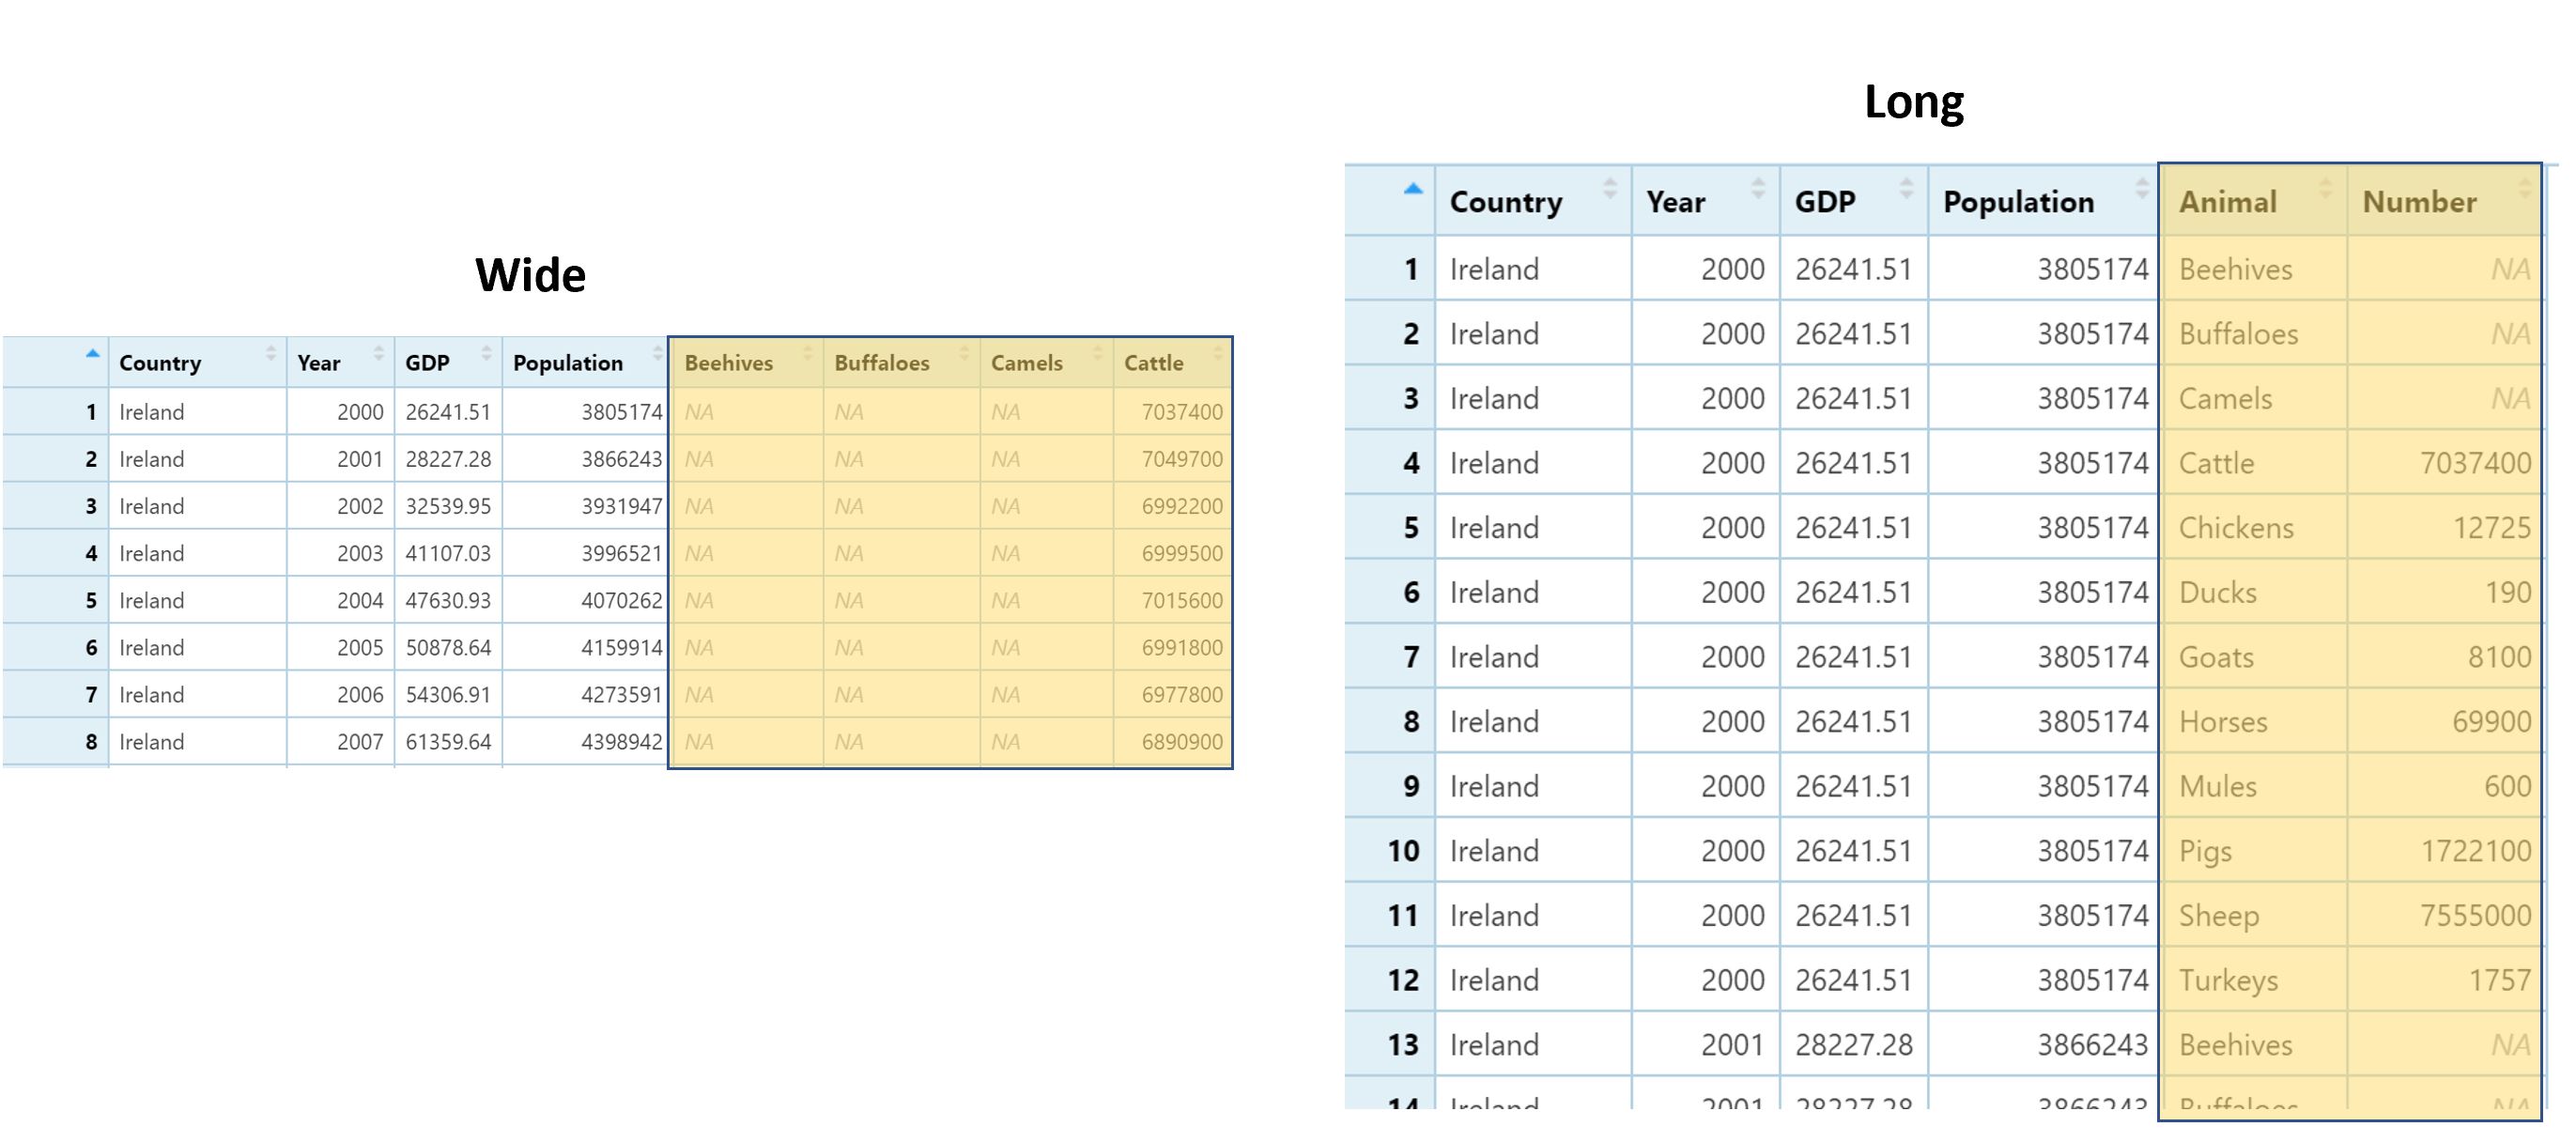 Wide
Country Year GDP Population Beehives Buffaloes Camels Cattle
1 Ireland 2000 26241.51 3805174 NA NA NA 7037400
2 Ireland 2001 28227.28 3866243 NA NA NA 7049700
3 Ireland 2002 32539.95 3931947 NA NA NA 6992200
4 Ireland 2003 41107.03 3996521 NA NA NA 6999500
5 Ireland 2004 47630.93 4070262 NA NA NA 7015600
6 Ireland 2005 50878.64 4159914 NA NA NA 6991800
7 Ireland 2006 54306.91 4273591 NA NA NA 6977800
8 Ireland 2007 61359.64 4398942 NA NA NA 6890900
Long
Country Year GDP Population Animal Number
1 Ireland 2000 26241.51 3805174 Beehives NA
2 Ireland 2000 26241.51 3805174 Buffaloes NA
3 Ireland 2000 26241.51 3805174 Camels NA
4 Ireland 2000 26241.51 3805174 Cattle 7037400
5 Ireland 2000 26241.51 3805174 Chickens 12725
6 Ireland 2000 26241.51 3805174 Ducks 190
7 Ireland 2000 26241.51 3805174 Goats 8100
8 Ireland 2000 26241.51 3805174 Horses 69900
9 Ireland 2000 26241.51 3805174 Mules 600
10 Ireland 2000 26241.51 3805174 Pigs 1722100
11 Ireland 2000 26241.51 3805174 Sheep 7555000
12 Ireland 2000 26241.51 3805174 Turkeys 1757
13 Ireland 2001 28227.28 3866243 Beehives NA
14 Ireland 2001 28227.28 3866243 Buffaloes NA